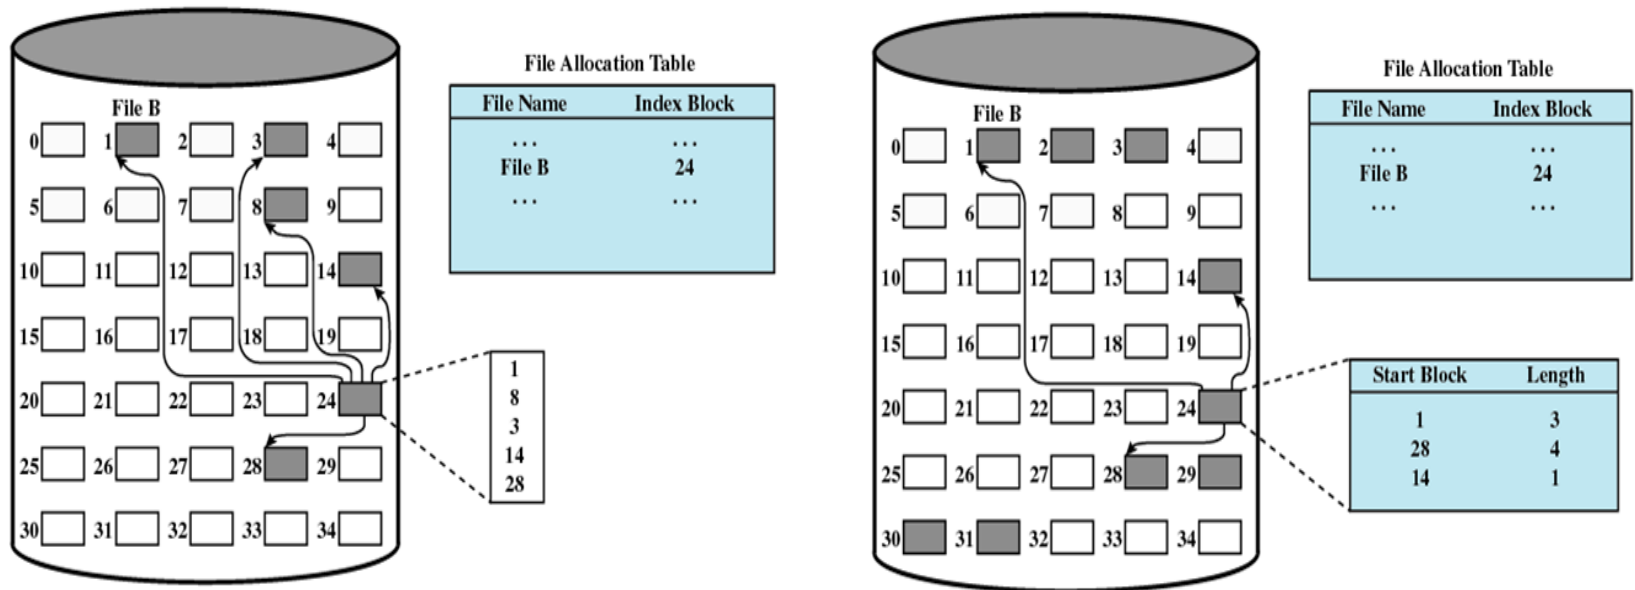 File Allocation Table
File Name Index Block
... ...
File B 24
... ...
File B
0 1 2 3 4
5 6 7 8 9
10 11 12 13 14
15 16 17 18 19
20 21 22 23 24
25 26 27 28 29
30 31 32 33 34
1
8
3
14
28
File Allocation Table
File Name Index Block
... ...
File B 24
... ...
File B
0 1 2 3 4
5 6 7 8 9
10 11 12 13 14
15 16 17 18 19
20 21 22 23 24
25 26 27 28 29
30 31 32 33 34
Start Block Length
1 3
28 4
14 1